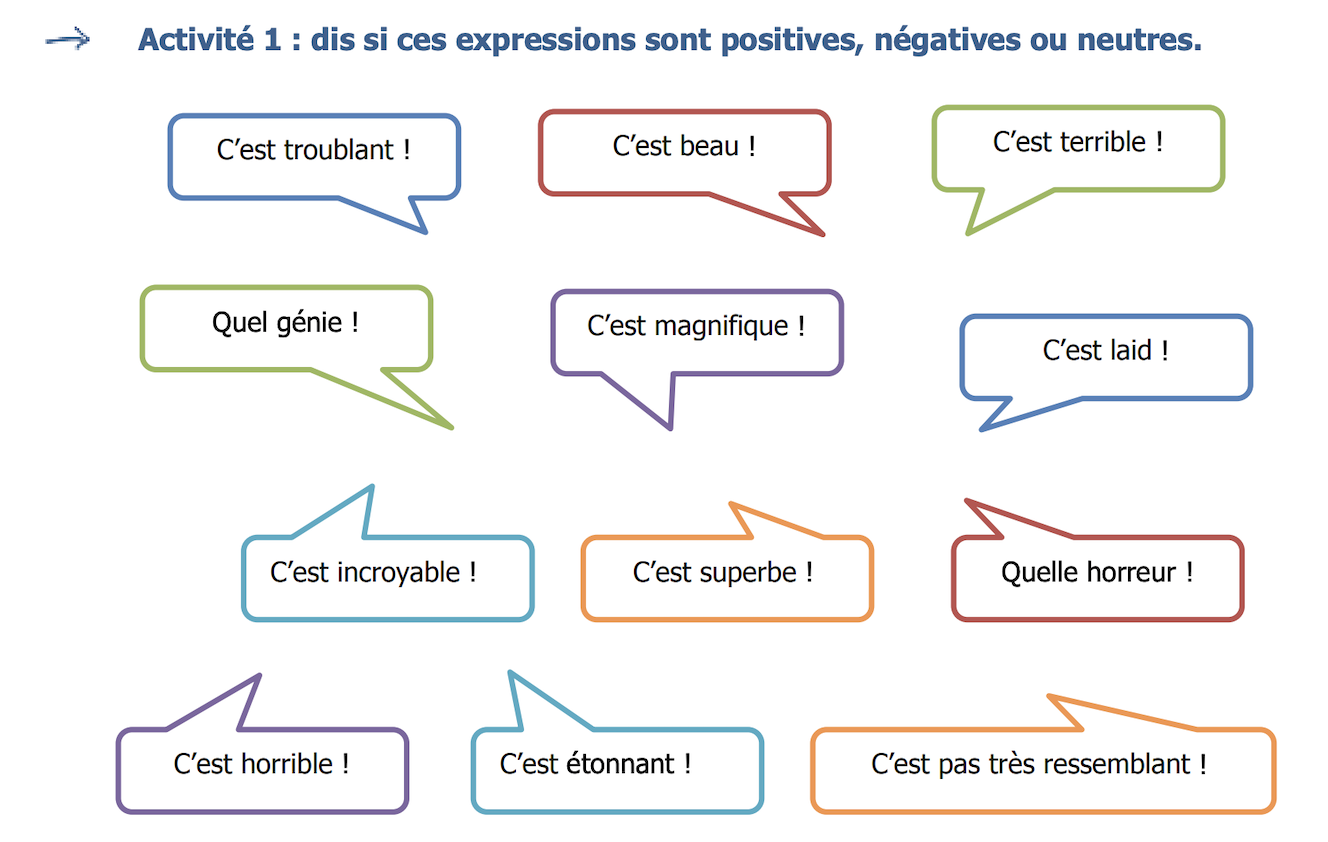 Activité 1 : dis si ces expressions sont positives, négatives ou neutres.
C’est troublant !
C’est beau !
C’est terrible !
Quel génie !
C’est magnifique !
C’est laid !
C’est incroyable !
C’est superbe !
Quelle horreur !
C’est horrible !
C’est étonnant !
C’est pas très ressemblant !